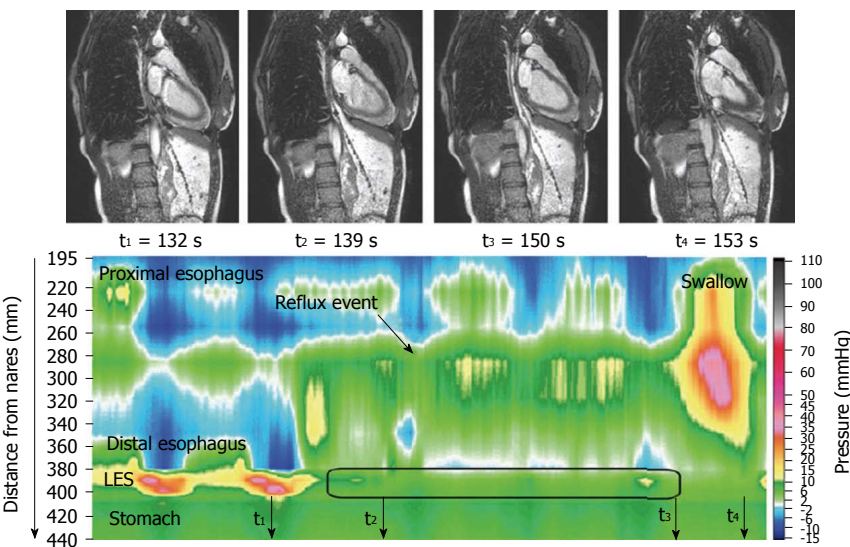 t1 = 132 s
t2 = 139 s
t3 = 150 s
t4 = 153 s
Distance from nares (mm)
195
220
240
260
280
300
320
340
360
380
400
420
440
Proximal esophagus
Reflux event
Swallow
Distal esophagus
LES
Stomach
t1
t2
t3
t4
110
100
90
80
70
60
50
45
40
35
30
25
20
15
10
6
2
-2
-6
-10
-15
Pressure (mmHg)